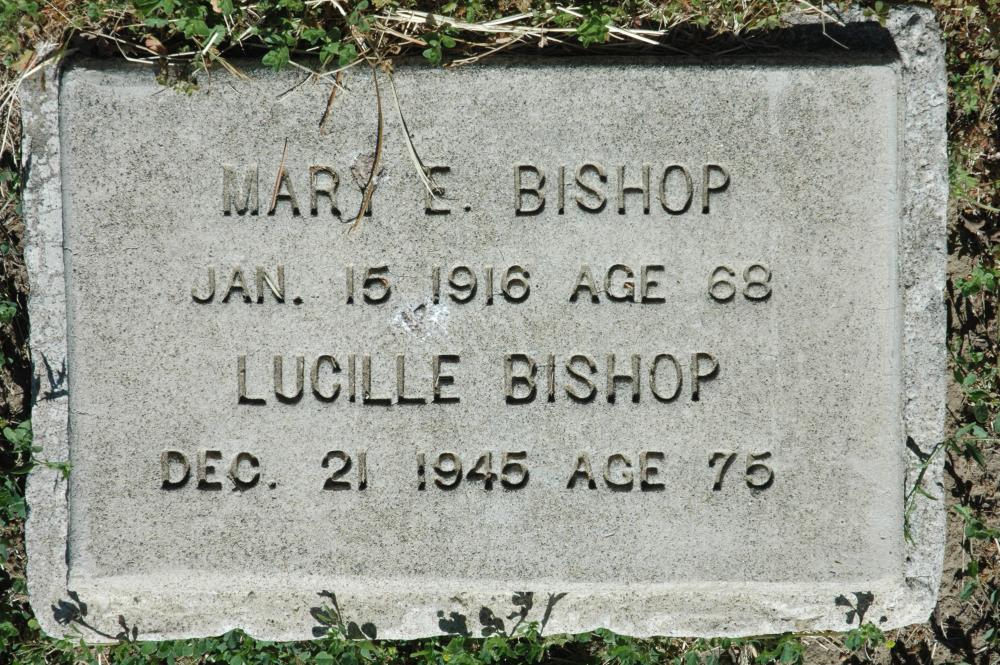 MARY E. BISHOP
JAN. 15 1916 AGE 68
LUCILLE BISHOP
DEC. 21 1945 AGE 75